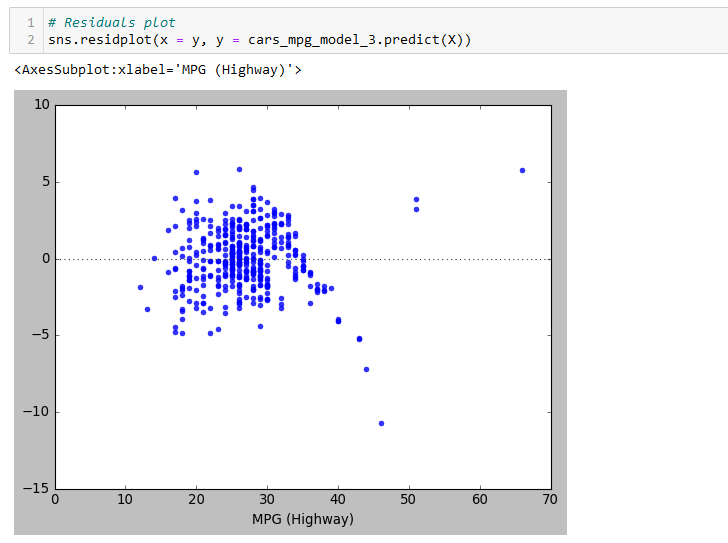 1 # Residuals plot
2 sns.residplot(x = y, y = cars_mpg_model_3.predict(X))
<AxesSubplot:xlabel='MPG (Highway)'>
10
5
0
−5
−10
−15
0 10 20 30 40 50 60 70
MPG (Highway)